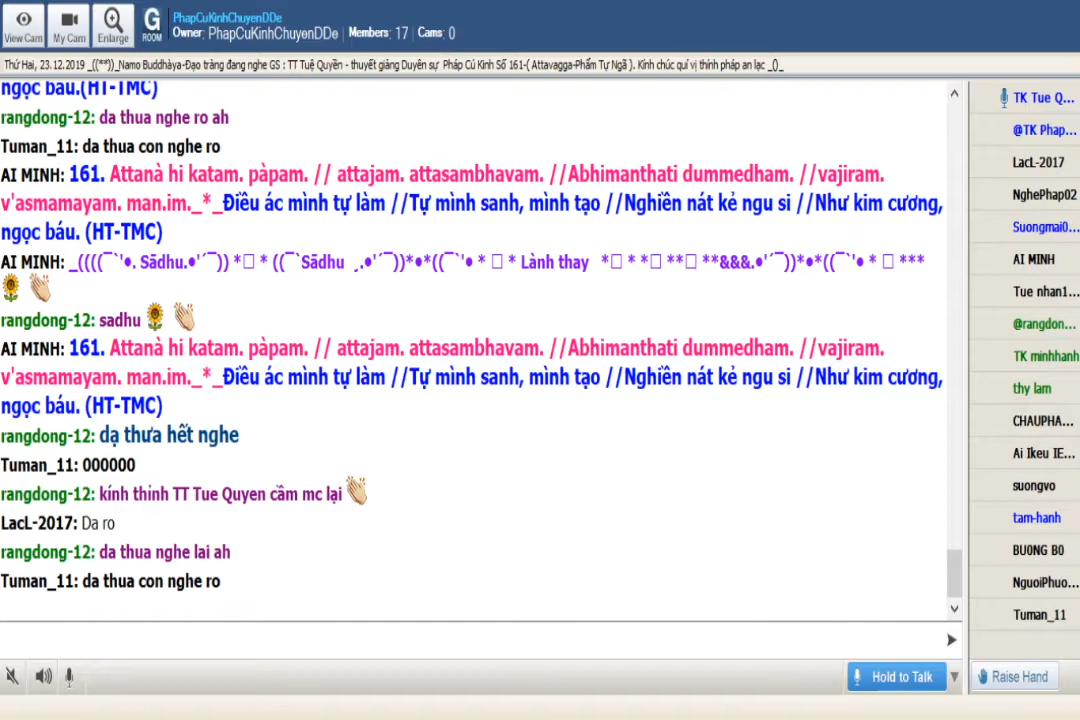 View Cam My Cam Enlarge G ROOM PhapCuKinhChuyenDDe
Owner: PhapCuKinhChuyenDDe | Members: 17 | Cams: 0
Thứ Hai, 23.12.2019 _((**))_Namo Buddhàya-Đạo tràng đang nghe GS : TT Tuệ Quyền - thuyết giảng Duyên sự Pháp Cú Kinh Số 161-( Attavagga-Phẩm Tự Ngã ). Kính chúc quí vị thính pháp an lạc _()_
ngọc báu.(HT-TMC)
rangdong-12: da thua nghe ro ah
Tuman_11: da thua con nghe ro
AI MINH: 161. Attanà hi katam. pàpam. // attajam. attasambhavam. //Abhimanthati dummedham. //vajiram.
v'asmamayam. man.im._*_Điều ác mình tự làm //Tự mình sanh, mình tạo //Nghiền nát kẻ ngu si //Như kim cương,
ngọc báu. (HT-TMC)
AI MINH: _((((¯`'•. Sādhu.•'´¯)) *□ * ((¯`Sādhu ¸.•'´¯))*•*((¯`'• * □ * Lành thay *□ * *□ **□ **&&&.•'´¯))*•*((¯`'• * □ ***
🌻 👏
rangdong-12: sadhu 🌻 👏
AI MINH: 161. Attanà hi katam. pàpam. // attajam. attasambhavam. //Abhimanthati dummedham. //vajiram.
v'asmamayam. man.im._*_Điều ác mình tự làm //Tự mình sanh, mình tạo //Nghiền nát kẻ ngu si //Như kim cương,
ngọc báu. (HT-TMC)
rangdong-12: dạ thưa hết nghe
Tuman_11: 000000
rangdong-12: kính thỉnh TT Tue Quyen cầm mc lại 👏
LacL-2017: Da ro
rangdong-12: da thua nghe lai ah
Tuman_11: da thua con nghe ro
TK Tue Q...
@TK Phap...
LacL-2017
NghePhap02
Suongmai0...
AI MINH
Tue nhan1...
@rangdon...
TK minhhanh
thy lam
CHAUPHA...
Ai Ikeu IE...
suongvo
tam-hanh
BUONG BO
NguoiPhuo...
Tuman_11
Hold to Talk
Raise Hand